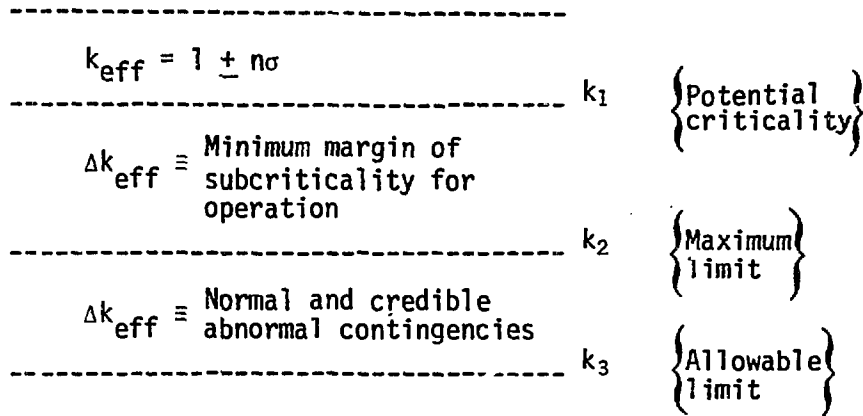 k_eff = 1 ± nσ
k₁ {Potential criticality}
Δk_eff ≡ Minimum margin of
subcriticality for
operation
k₂ {Maximum limit}
Δk_eff ≡ Normal and credible
abnormal contingencies
k₃ {Allowable limit}